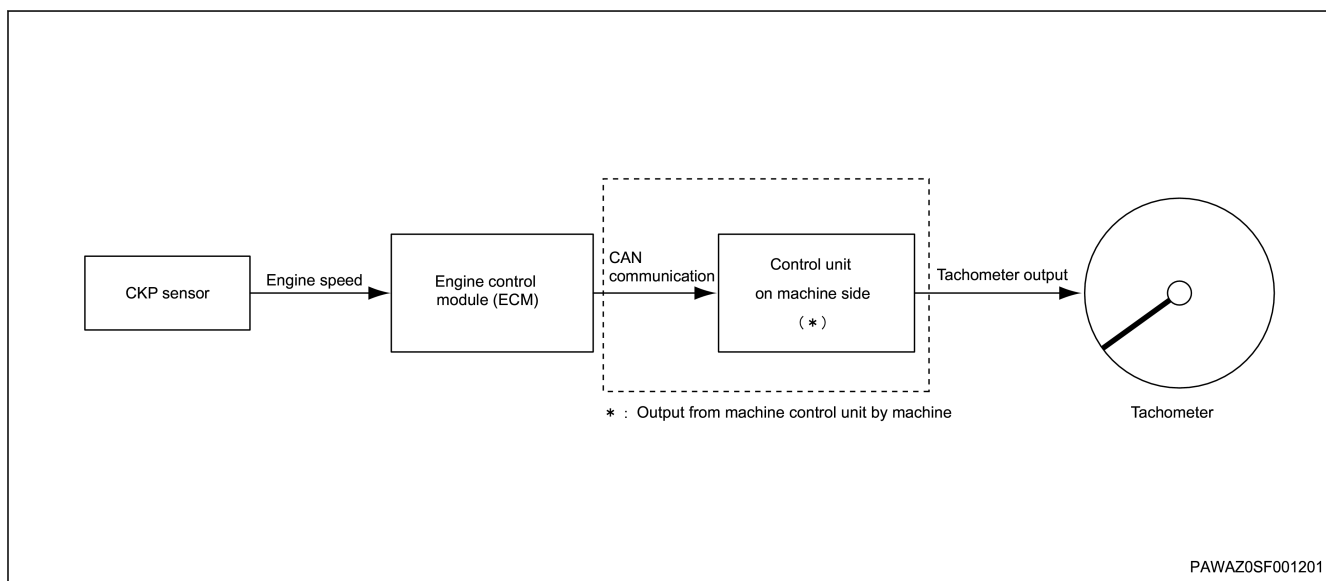 CKP sensor
Engine speed
Engine control
module (ECM)
CAN
communication
Control unit
on machine side
(*)
Tachometer output
Tachometer
* : Output from machine control unit by machine
PAWAZ0SF001201